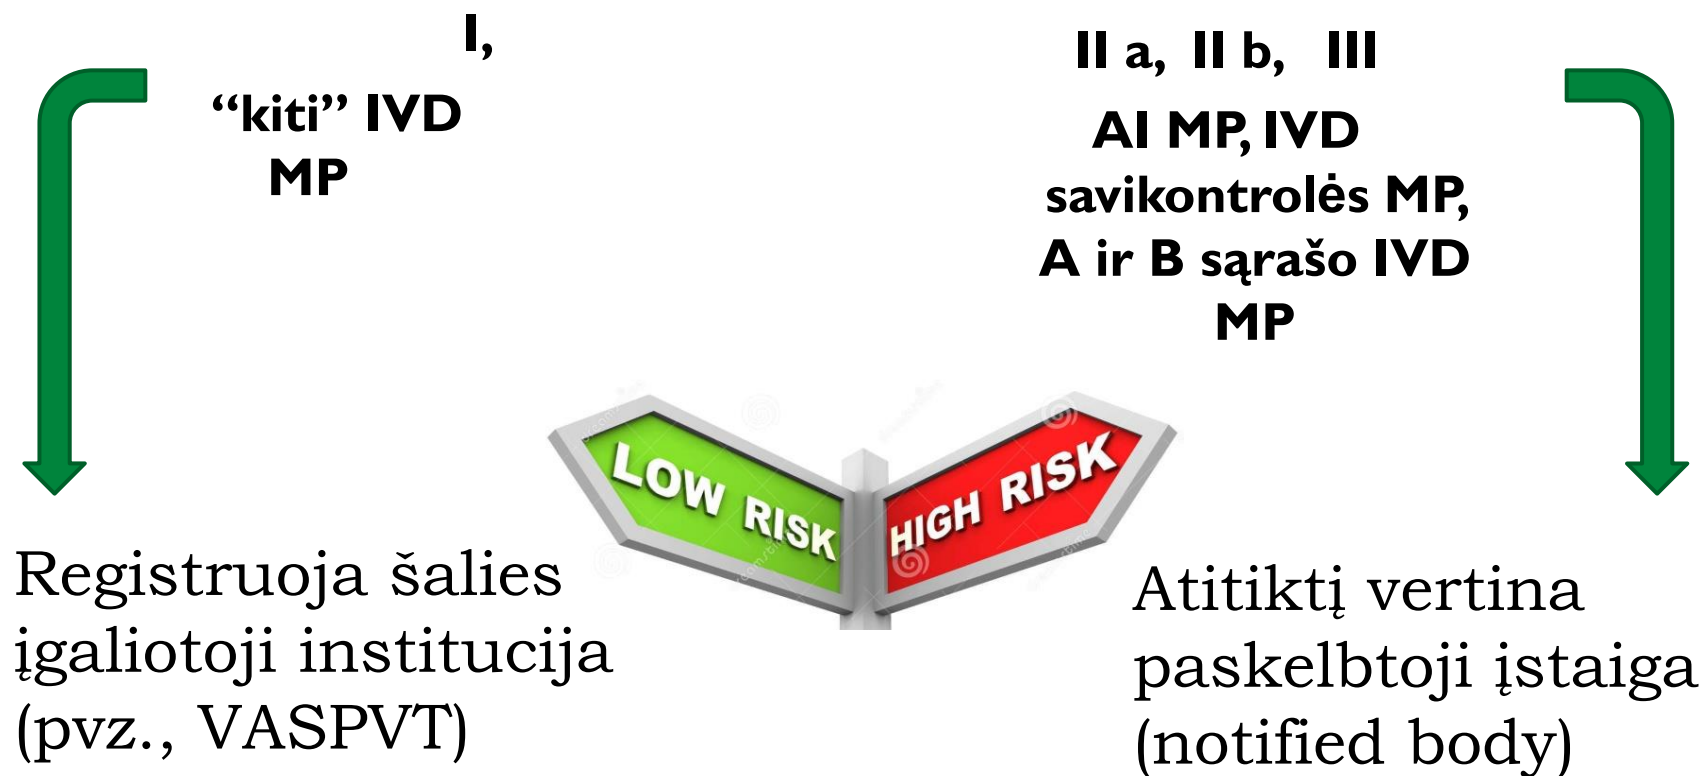 I,
“kiti” IVD
MP
II a, II b, III
AI MP, IVD
savikontrolės MP,
A ir B sąrašo IVD
MP
LOW RISK
HIGH RISK
Registruoja šalies
įgaliotoji institucija
(pvz., VASPVT)
Atitiktį vertina
paskelbtoji įstaiga
(notified body)